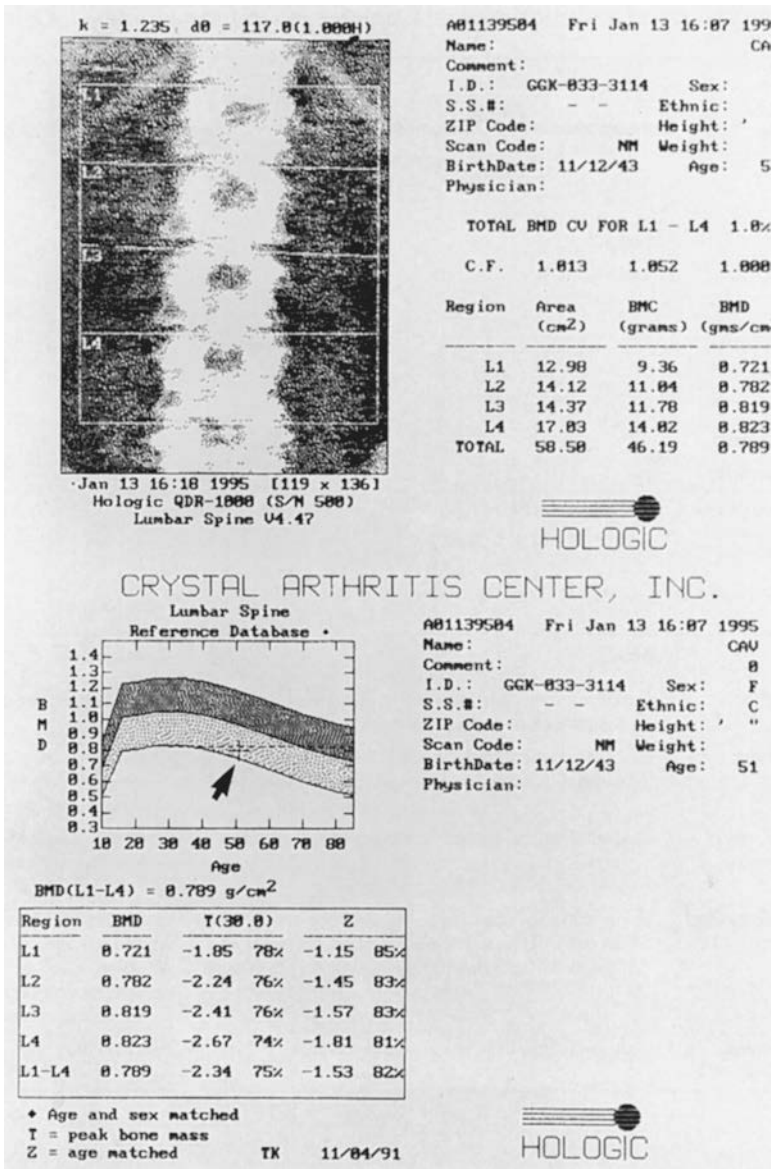 k = 1.235 d0 = 117.0(1.000H)
L1
L2
L3
L4
·Jan 13 16:18 1995 [119 x 136]
Hologic QDR-1000 (S/N 500)
Lumbar Spine V4.47
A01139504 Fri Jan 13 16:07 199
Name: CA
Comment:
I.D.: GGK-033-3114 Sex:
S.S.#: - - Ethnic:
ZIP Code: Height: '
Scan Code: NM Weight:
BirthDate: 11/12/43 Age: 5
Physician:
TOTAL BMD CV FOR L1 - L4 1.0%
C.F. 1.013 1.052 1.000
Region Area BMC BMD
(cm2) (grams) (gms/cm
L1 12.98 9.36 0.721
L2 14.12 11.04 0.782
L3 14.37 11.78 0.819
L4 17.03 14.02 0.823
TOTAL 58.50 46.19 0.789
HOLOGIC
CRYSTAL ARTHRITIS CENTER, INC.
Lumbar Spine
Reference Database •
1.4
1.3
1.2
1.1
1.0
0.9
0.8
0.7
0.6
0.5
0.4
0.3
BMD
10 20 30 40 50 60 70 80
Age
BMD(L1-L4) = 0.789 g/cm2
Region BMD T(30.0) Z
L1 0.721 -1.85 78% -1.15 85%
L2 0.782 -2.24 76% -1.45 83%
L3 0.819 -2.41 76% -1.57 83%
L4 0.823 -2.67 74% -1.81 81%
L1-L4 0.789 -2.34 75% -1.53 82%
♦ Age and sex matched
T = peak bone mass
Z = age matched TK 11/04/91
A01139504 Fri Jan 13 16:07 1995
Name: CAV
Comment: 0
I.D.: GGK-033-3114 Sex: F
S.S.#: - - Ethnic: C
ZIP Code: Height: ' "
Scan Code: NM Weight:
BirthDate: 11/12/43 Age: 51
Physician:
HOLOGIC